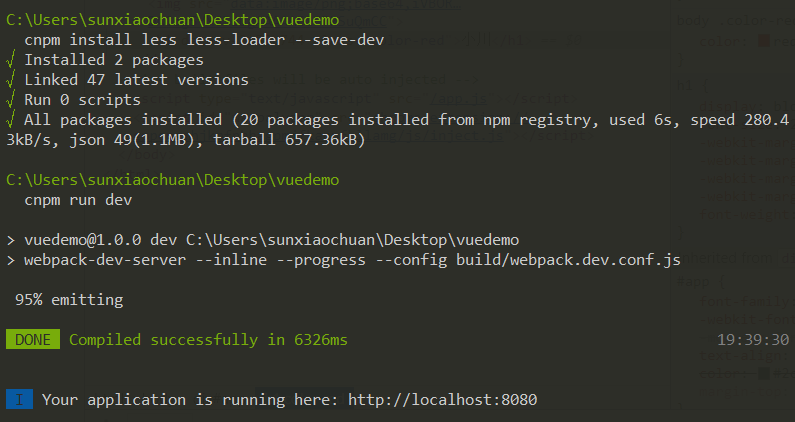 C:\Users\sunxiaochuan\Desktop\vuedemo
cnpm install less less-loader --save-dev
√ Installed 2 packages
√ Linked 47 latest versions
√ Run 0 scripts
√ All packages installed (20 packages installed from npm registry, used 6s, speed 280.4
3kB/s, json 49(1.1MB), tarball 657.36kB)
C:\Users\sunxiaochuan\Desktop\vuedemo
cnpm run dev
> vuedemo@1.0.0 dev C:\Users\sunxiaochuan\Desktop\vuedemo
> webpack-dev-server --inline --progress --config build/webpack.dev.conf.js
95% emitting
DONE Compiled successfully in 6326ms 19:39:30
I Your application is running here: http://localhost:8080